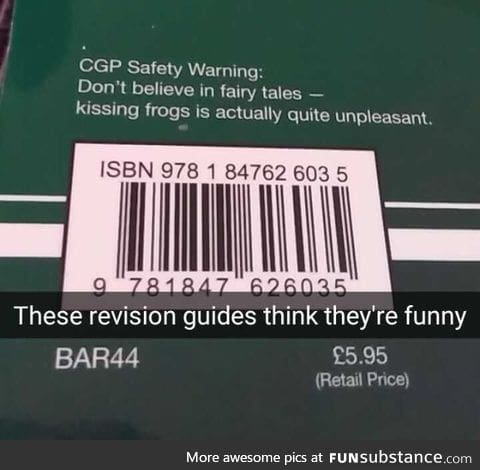 CGP Safety Warning:
Don't believe in fairy tales —
kissing frogs is actually quite unpleasant.
ISBN 978 1 84762 603 5
9 781847 626035
These revision guides think they're funny
BAR44
£5.95
(Retail Price)
More awesome pics at FUNsubstance.com